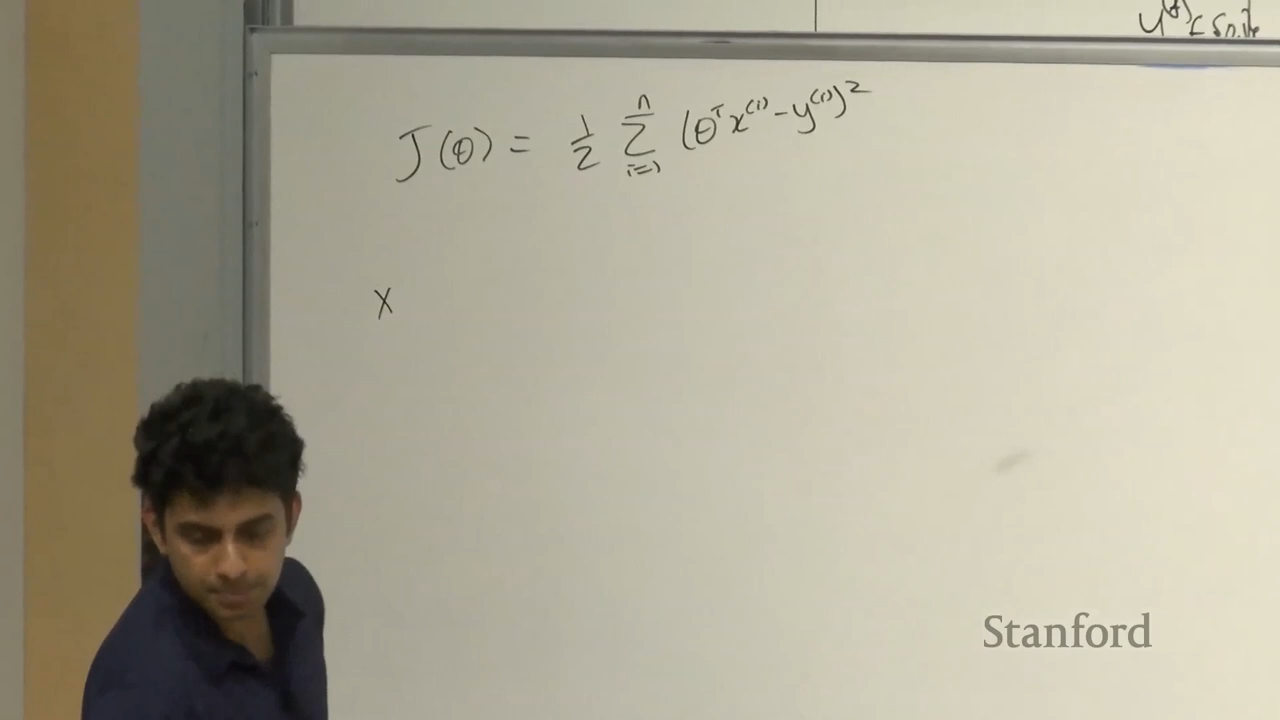 J(θ) = 1/2 Σ_{i=1}^{n} (θ^T x^(i) - y^(i))^2
X
Stanford